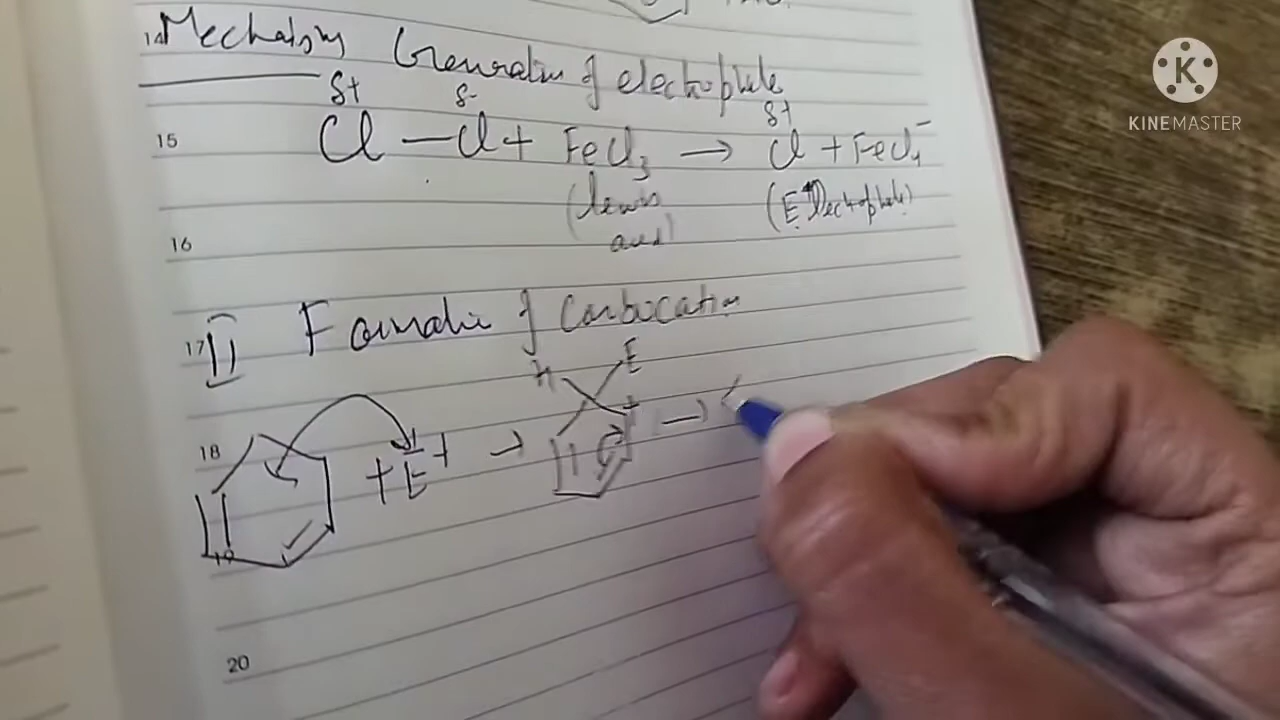 14 Mechanism Generation of electrophile
δ+ δ- δ+
15 Cl — Cl + FeCl3 → Cl + FeCl4-
(lewis (E+ Electrophile)
acid)
16
17 II Formation of Carbocation
H E
18 + E+ → + →
19
20
K
KINEMASTER